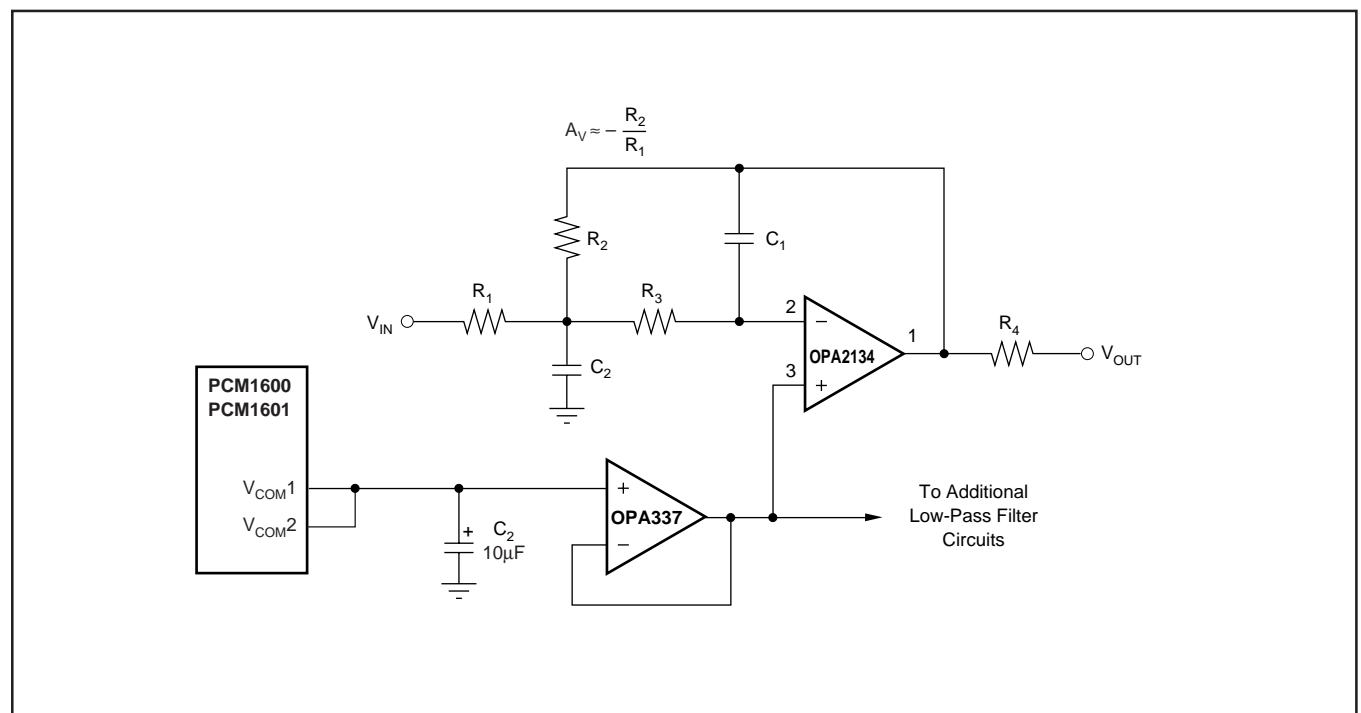 A_V ≈ − R_2
R_1
R_2
C_1
R_1
R_3
2
−
V_IN
OPA2134
1
R_4
V_OUT
C_2
3
+
PCM1600
PCM1601
V_COM1
V_COM2
+
C_2
10µF
+
OPA337
−
To Additional
Low-Pass Filter
Circuits